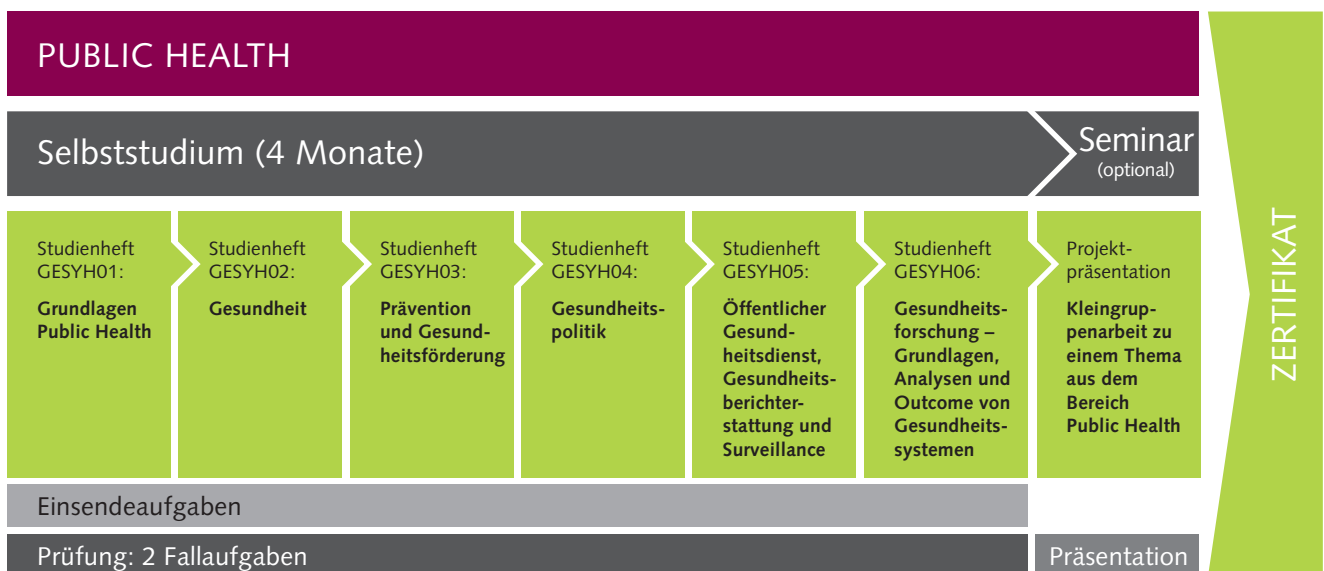 PUBLIC HEALTH
Selbststudium (4 Monate)
Seminar
(optional)
Studienheft
GESYH01:
Grundlagen
Public Health
Studienheft
GESYH02:
Gesundheit
Studienheft
GESYH03:
Prävention
und Gesund-
heitsförderung
Studienheft
GESYH04:
Gesundheits-
politik
Studienheft
GESYH05:
Öffentlicher
Gesund-
heitsdienst,
Gesundheits-
berichter-
stattung und
Surveillance
Studienheft
GESYH06:
Gesundheits-
forschung –
Grundlagen,
Analysen und
Outcome von
Gesundheits-
systemen
Projekt-
präsentation
Kleingrup-
penarbeit zu
einem Thema
aus dem
Bereich
Public Health
Einsendeaufgaben
Prüfung: 2 Fallaufgaben
Präsentation
ZERTIFIKAT